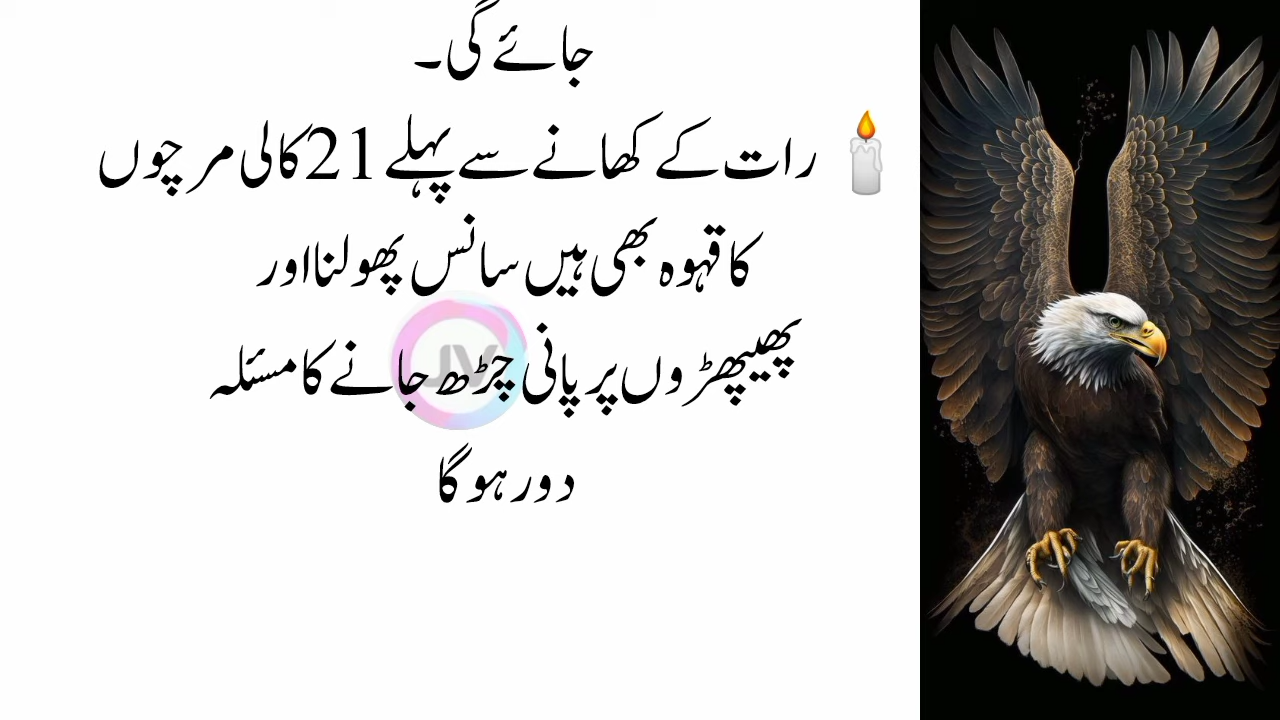 جائے گی۔
رات کے کھانے سے پہلے 21 کالی مرچوں
کا قہوہ بھی ہیں سانس پھولنا اور
پھیپھڑوں پر پانی چڑھ جانے کا مسئلہ
دور ہو گا
JV